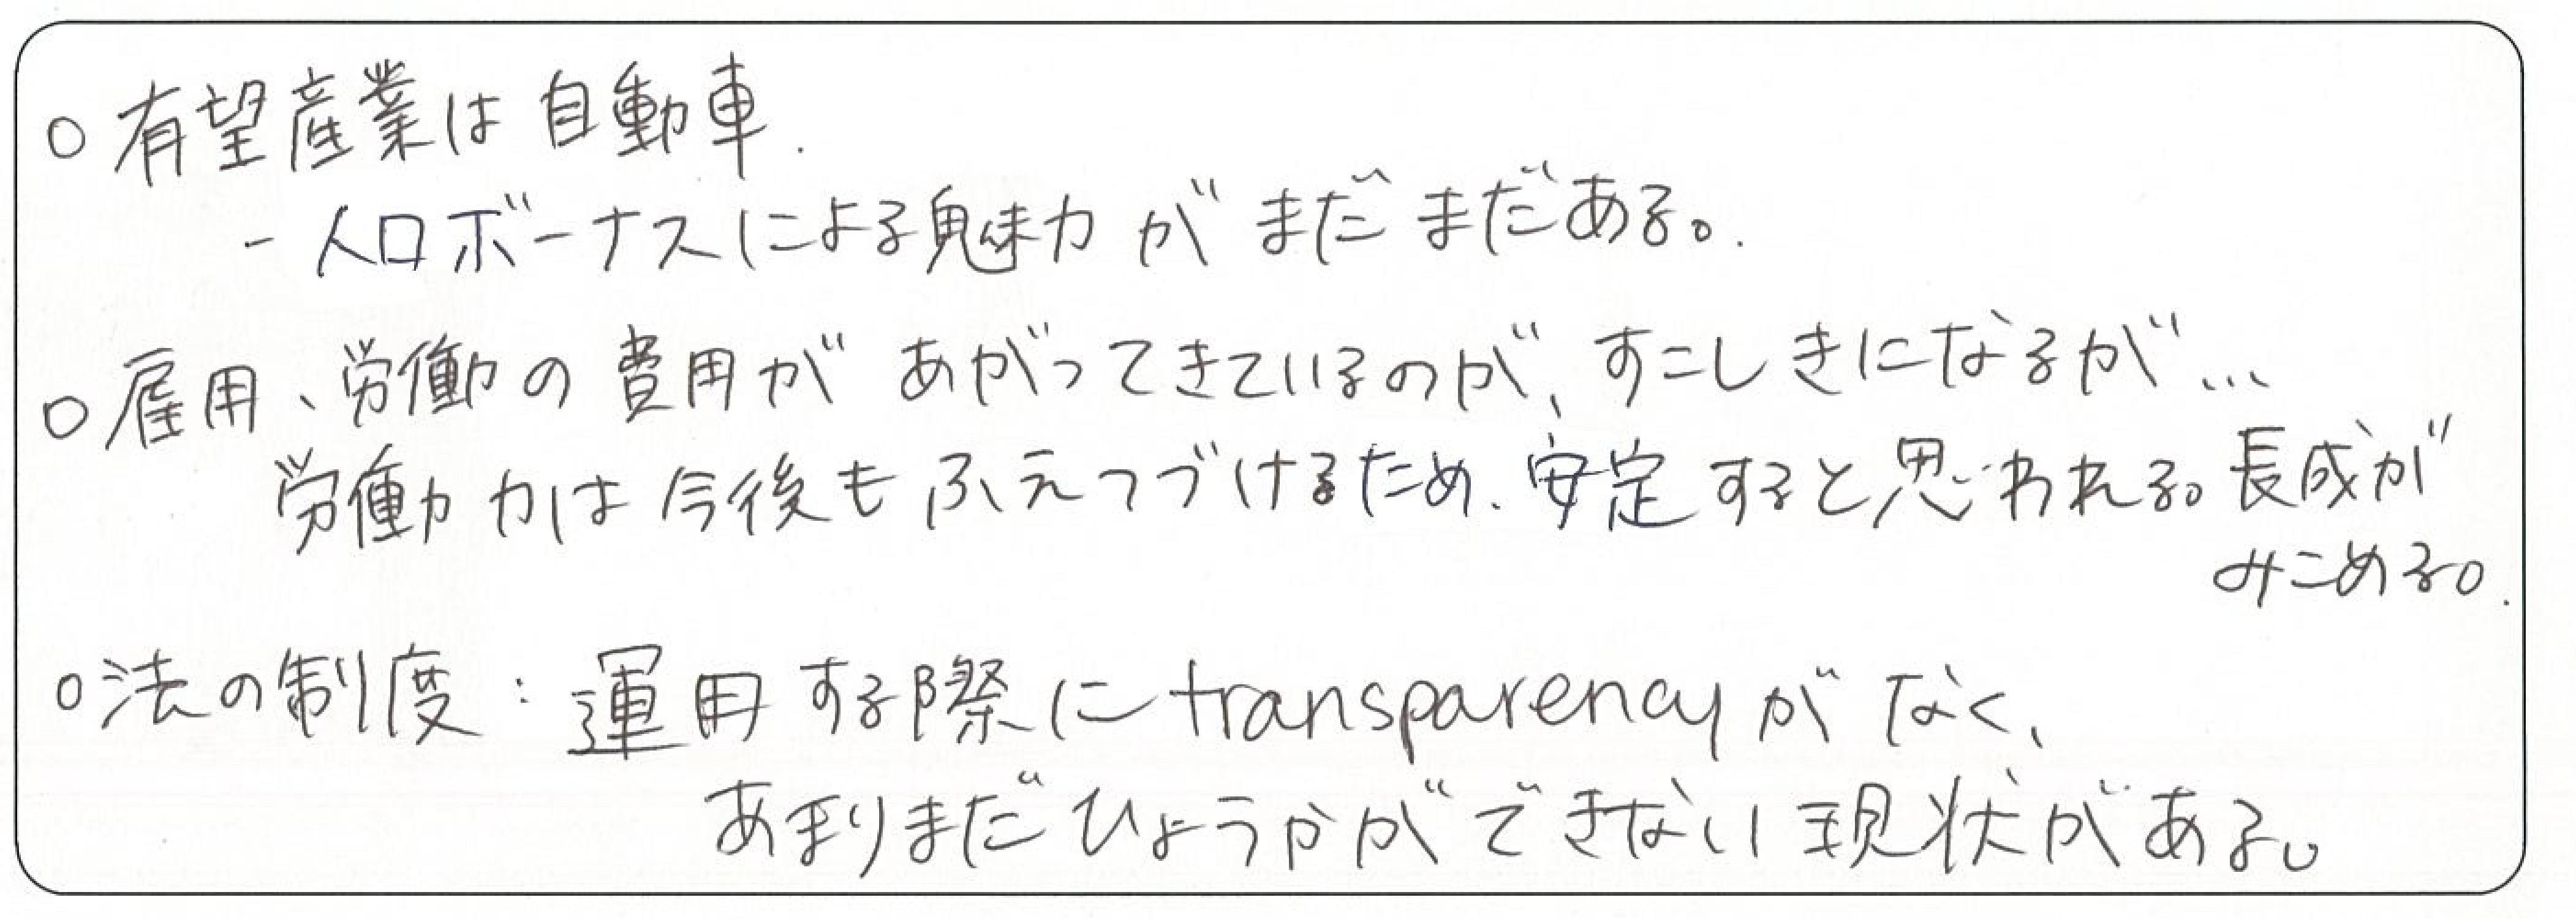 ○ 有望産業は自動車.
- 人口ボーナスによる魅力がまだまだある。
○ 雇用、労働の費用があがってきているのが、すこしきになるが…
労働力は今後もふえつづけるため、安定すると思われる。長成が
みこめる。
○ 法の制度：運用する際にtransparencyがなく、
あまりまだひょうかができない現状がある。